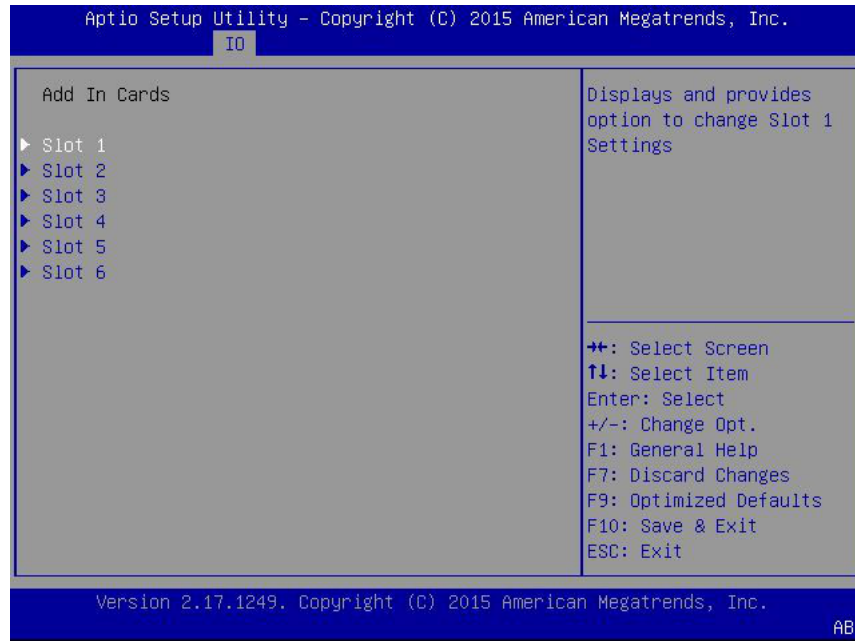 Aptio Setup Utility – Copyright (C) 2015 American Megatrends, Inc.
IO
Add In Cards
Slot 1
Slot 2
Slot 3
Slot 4
Slot 5
Slot 6
Displays and provides
option to change Slot 1
Settings
→←: Select Screen
↑↓: Select Item
Enter: Select
+/-: Change Opt.
F1: General Help
F7: Discard Changes
F9: Optimized Defaults
F10: Save & Exit
ESC: Exit
Version 2.17.1249. Copyright (C) 2015 American Megatrends, Inc.
AB